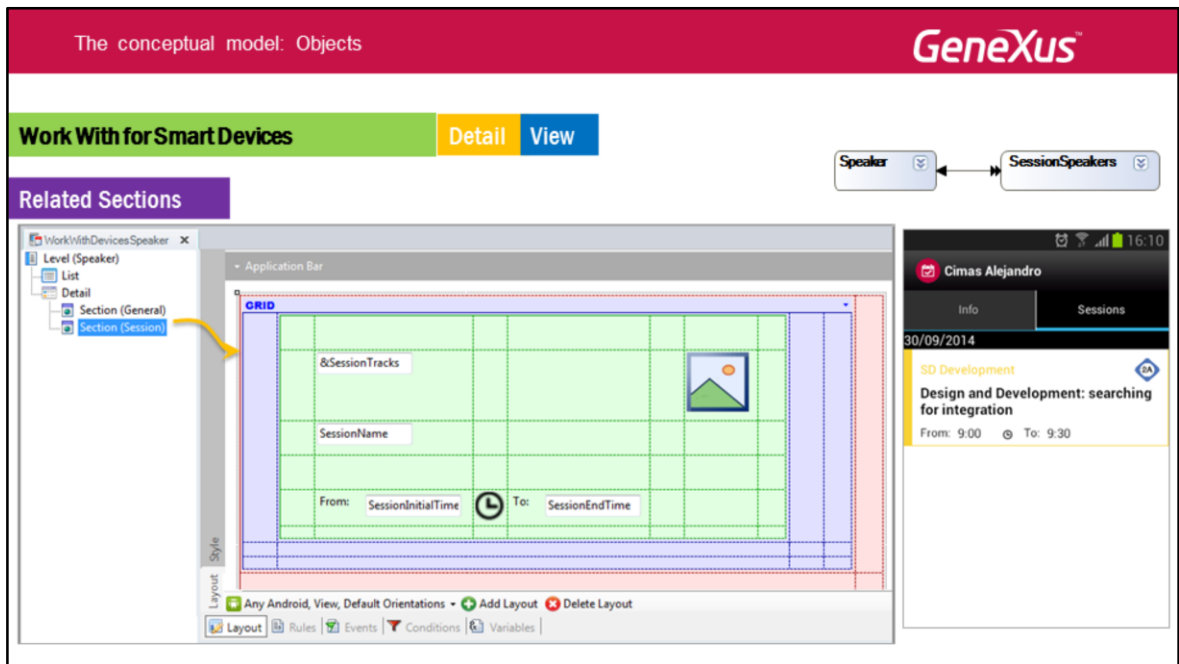 The conceptual model: Objects
GeneXus™
Work With for Smart Devices
Detail
View
Speaker
SessionSpeakers
Related Sections
WorkWithDevicesSpeaker
Level (Speaker)
List
Detail
Section (General)
Section (Session)
Application Bar
GRID
&SessionTracks
SessionName
From:
SessionInitialTime
To:
SessionEndTime
Style
Layout
Any Android, View, Default Orientations
Add Layout
Delete Layout
Layout
Rules
Events
Conditions
Variables
16:10
Cimas Alejandro
Info
Sessions
30/09/2014
SD Development
2A
Design and Development: searching
for integration
From: 9:00
To: 9:30